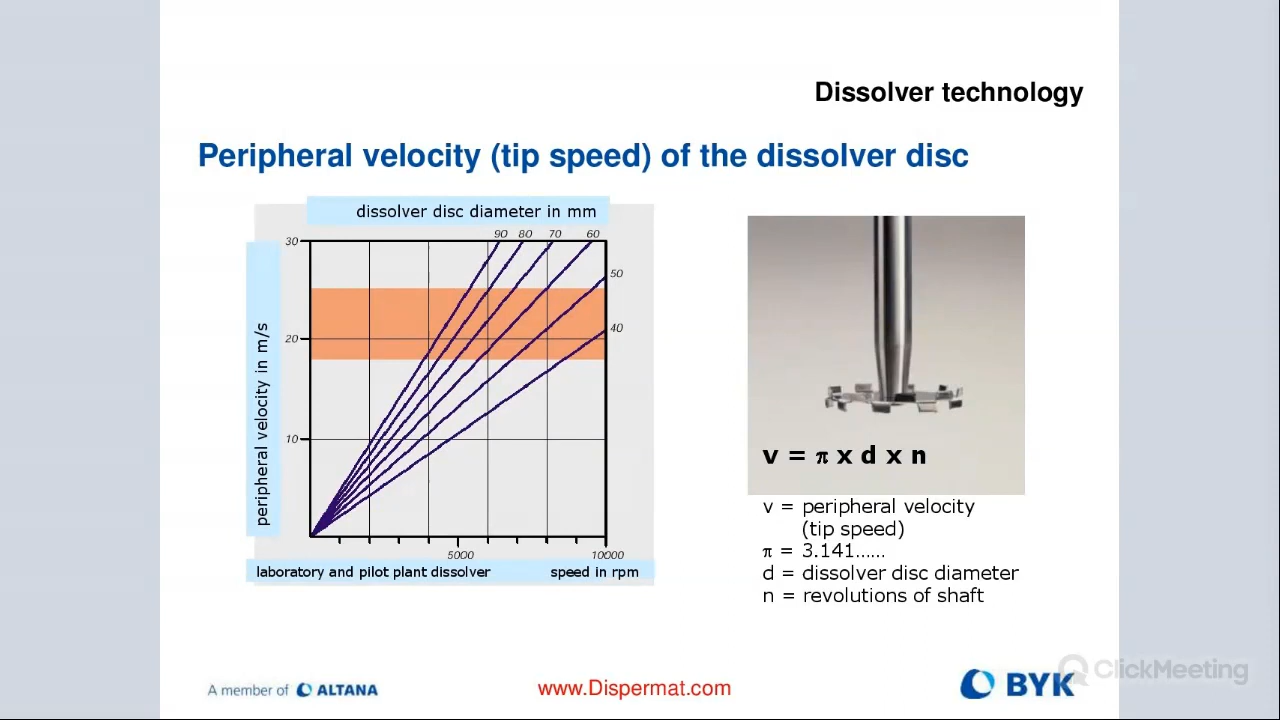 Dissolver technology
Peripheral velocity (tip speed) of the dissolver disc
dissolver disc diameter in mm
90 80 70 60
30
50
40
20
10
peripheral velocity in m/s
5000 10000
laboratory and pilot plant dissolver speed in rpm
v = π x d x n
v = peripheral velocity
(tip speed)
π = 3.141......
d = dissolver disc diameter
n = revolutions of shaft
A member of ALTANA
www.Dispermat.com
BYK
ClickMeeting